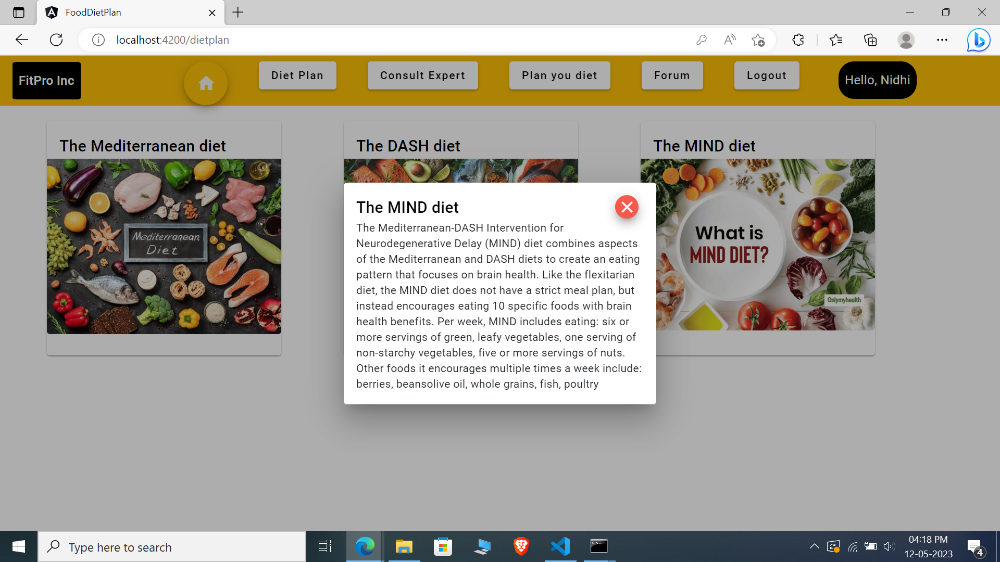 FoodDietPlan
localhost:4200/dietplan
FitPro Inc
Diet Plan
Consult Expert
Plan you diet
Forum
Logout
Hello, Nidhi
The Mediterranean diet
The DASH diet
The MIND diet
Mediterranean
Diet
What is
MIND DIET?
Onlymyhealth
The MIND diet
The Mediterranean-DASH Intervention for
Neurodegenerative Delay (MIND) diet combines aspects
of the Mediterranean and DASH diets to create an eating
pattern that focuses on brain health. Like the flexitarian
diet, the MIND diet does not have a strict meal plan, but
instead encourages eating 10 specific foods with brain
health benefits. Per week, MIND includes eating: six or
more servings of green, leafy vegetables, one serving of
non-starchy vegetables, five or more servings of nuts.
Other foods it encourages multiple times a week include:
berries, beansolive oil, whole grains, fish, poultry
Type here to search
04:18 PM
12-05-2023
4